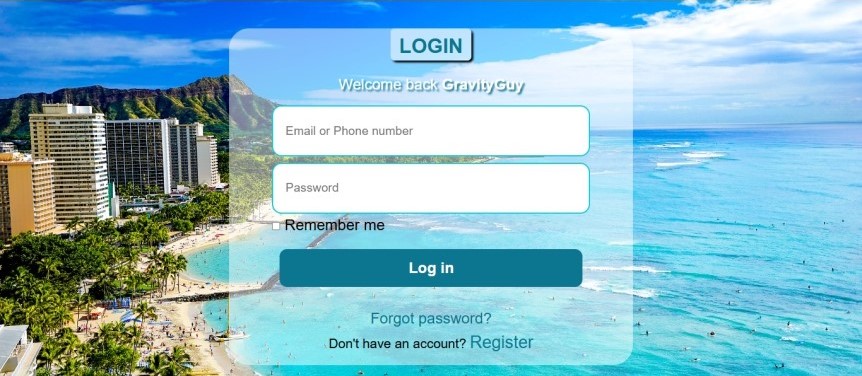 LOGIN
Welcome back GravityGuy
Email or Phone number
Password
Remember me
Log in
Forgot password?
Don't have an account? Register